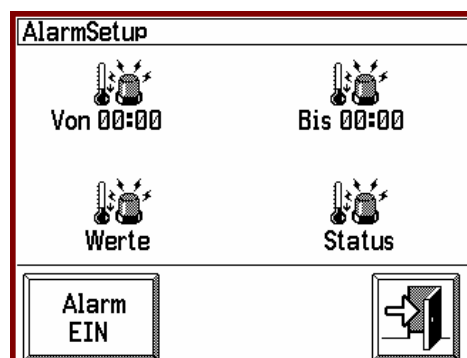 AlarmSetup
Von 00:00
Bis 00:00
Werte
Status
Alarm
EIN